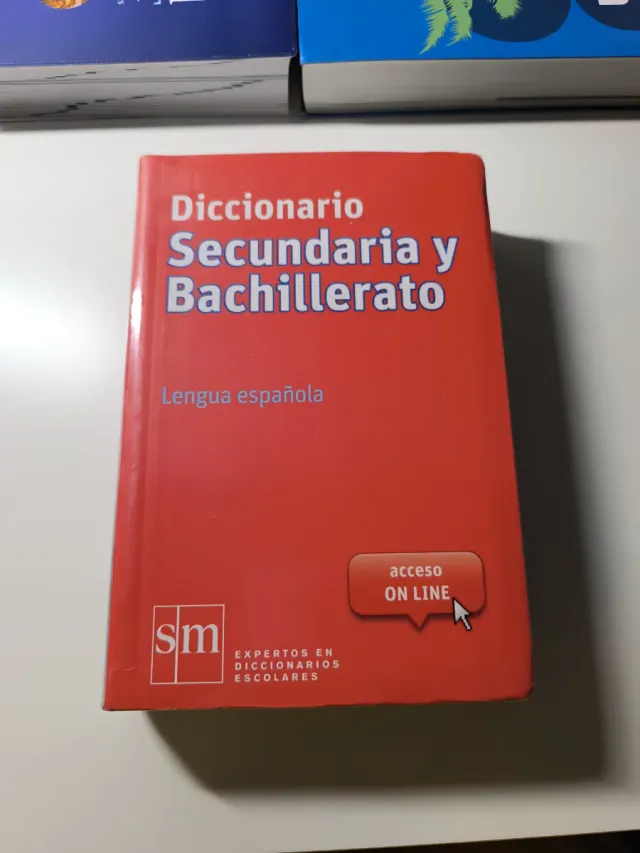 Diccionario
Secundaria y
Bachillerato
Lengua española
acceso
ON LINE
sm
EXPERTOS EN
DICCIONARIOS
ESCOLARES